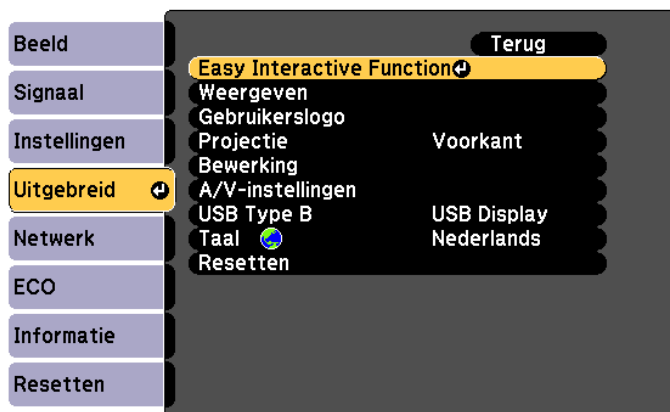 Beeld
Signaal
Instellingen
Uitgebreid
Netwerk
ECO
Informatie
Resetten
Terug
Easy Interactive Function
Weergeven
Gebruikerslogo
Projectie Voorkant
Bewerking
A/V-instellingen
USB Type B USB Display
Taal Nederlands
Resetten